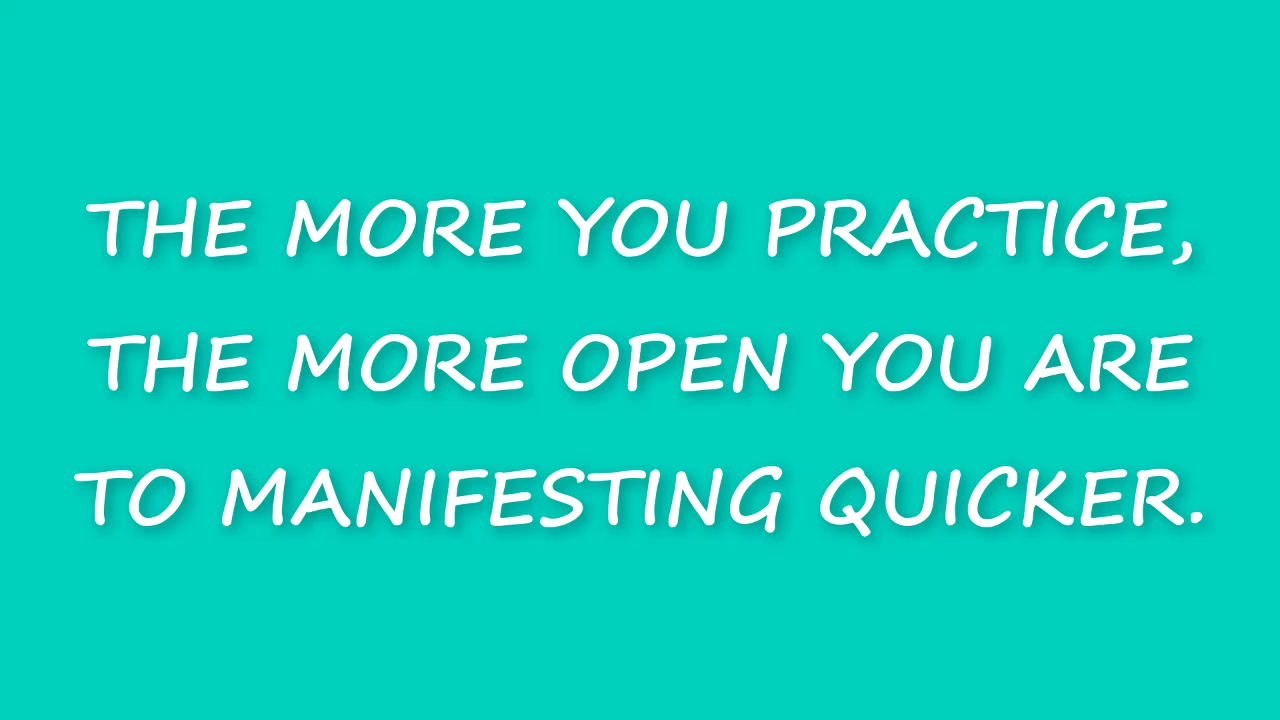 THE MORE YOU PRACTICE,
THE MORE OPEN YOU ARE
TO MANIFESTING QUICKER.